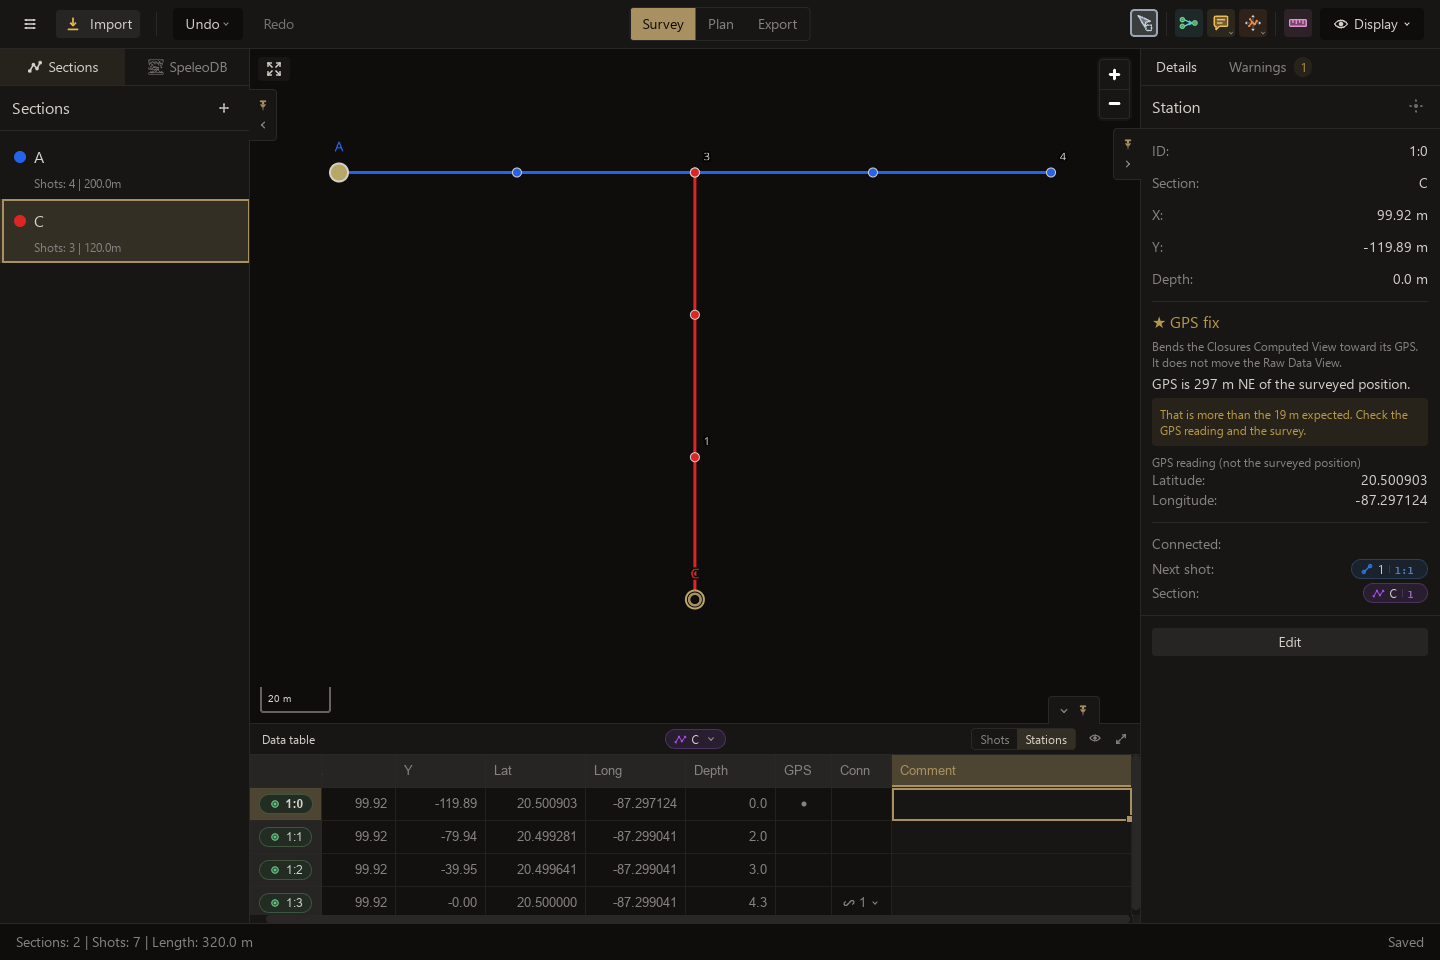 Import
Undo
Redo
Survey
Plan
Export
Display
Sections
SpeleoDB
Sections
A
Shots: 4 | 200.0m
C
Shots: 3 | 120.0m
A
3
4
1
C
20 m
Details
Warnings 1
Station
ID: 1:0
Section: C
X: 99.92 m
Y: -119.89 m
Depth: 0.0 m
★ GPS fix
Bends the Closures Computed View toward its GPS.
It does not move the Raw Data View.
GPS is 297 m NE of the surveyed position.
That is more than the 19 m expected. Check the
GPS reading and the survey.
GPS reading (not the surveyed position)
Latitude: 20.500903
Longitude: -87.297124
Connected:
Next shot: 1 | 1:1
Section: C | 1
Edit
Data table
C
Shots
Stations
Y Lat Long Depth GPS Conn Comment
1:0 99.92 -119.89 20.500903 -87.297124 0.0 •
1:1 99.92 -79.94 20.499281 -87.299041 2.0
1:2 99.92 -39.95 20.499641 -87.299041 3.0
1:3 99.92 -0.00 20.500000 -87.299041 4.3 1
Sections: 2 | Shots: 7 | Length: 320.0 m
Saved